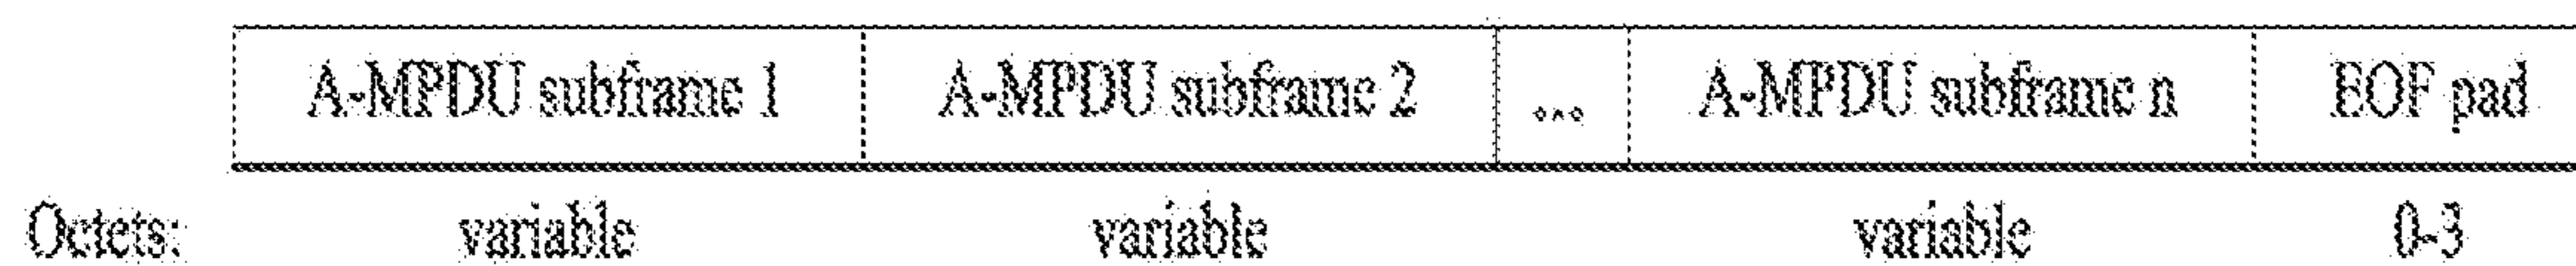 A-MPDU subframe 1 A-MPDU subframe 2 ... A-MPDU subframe n EOF pad
Octets: variable variable variable 0-3